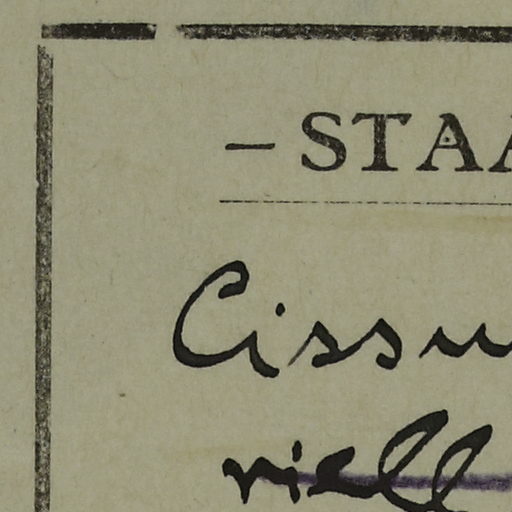 – STAA
Cissu
riell